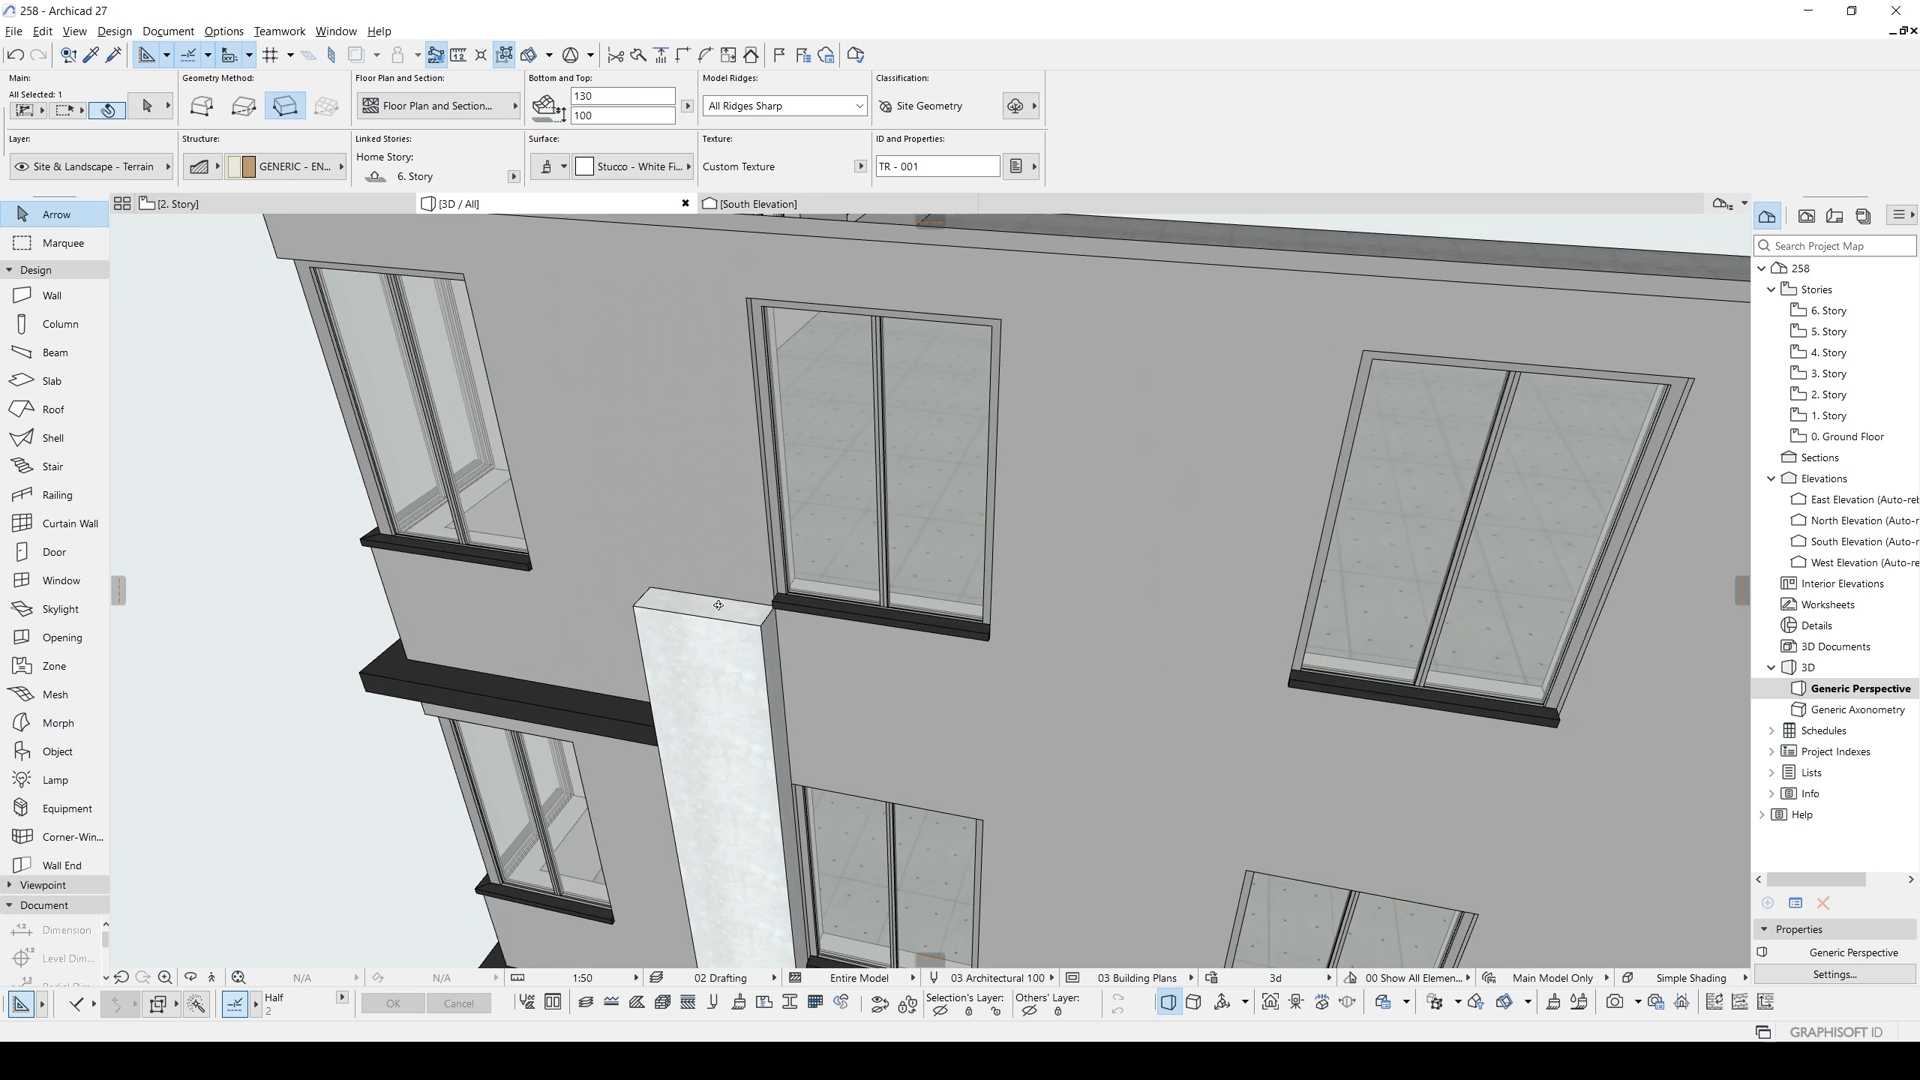 258 - Archicad 27
File Edit View Design Document Options Teamwork Window Help
Main: Geometry Method: Floor Plan and Section: Bottom and Top: Model Ridges: Classification:
All Selected: 1
Floor Plan and Section... 130 100 All Ridges Sharp Site Geometry
Layer: Structure: Linked Stories: Surface: Texture: ID and Properties:
Home Story:
Site & Landscape - Terrain GENERIC - EN... 6. Story Stucco - White Fi... Custom Texture TR - 001
[2. Story] [3D / All] [South Elevation]
Arrow
Marquee
Design
Wall
Column
Beam
Slab
Roof
Shell
Stair
Railing
Curtain Wall
Door
Window
Skylight
Opening
Zone
Mesh
Morph
Object
Lamp
Equipment
Corner-Win...
Wall End
Viewpoint
Document
Dimension
Level Dim...
Search Project Map
258
Stories
6. Story
5. Story
4. Story
3. Story
2. Story
1. Story
0. Ground Floor
Sections
Elevations
East Elevation (Auto-reb
North Elevation (Auto-r
South Elevation (Auto-r
West Elevation (Auto-re
Interior Elevations
Worksheets
Details
3D Documents
3D
Generic Perspective
Generic Axonometry
Schedules
Project Indexes
Lists
Info
Help
Properties
Generic Perspective
Settings...
N/A N/A 1:50 02 Drafting Entire Model 03 Architectural 100 03 Building Plans 3d 00 Show All Elemen... Main Model Only Simple Shading
Half
2
OK Cancel Selection's Layer: Others' Layer:
GRAPHISOFT ID